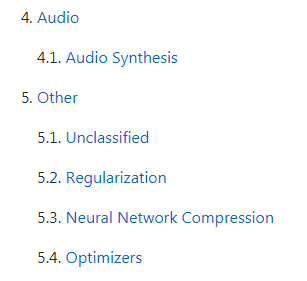 4. Audio
4.1. Audio Synthesis
5. Other
5.1. Unclassified
5.2. Regularization
5.3. Neural Network Compression
5.4. Optimizers